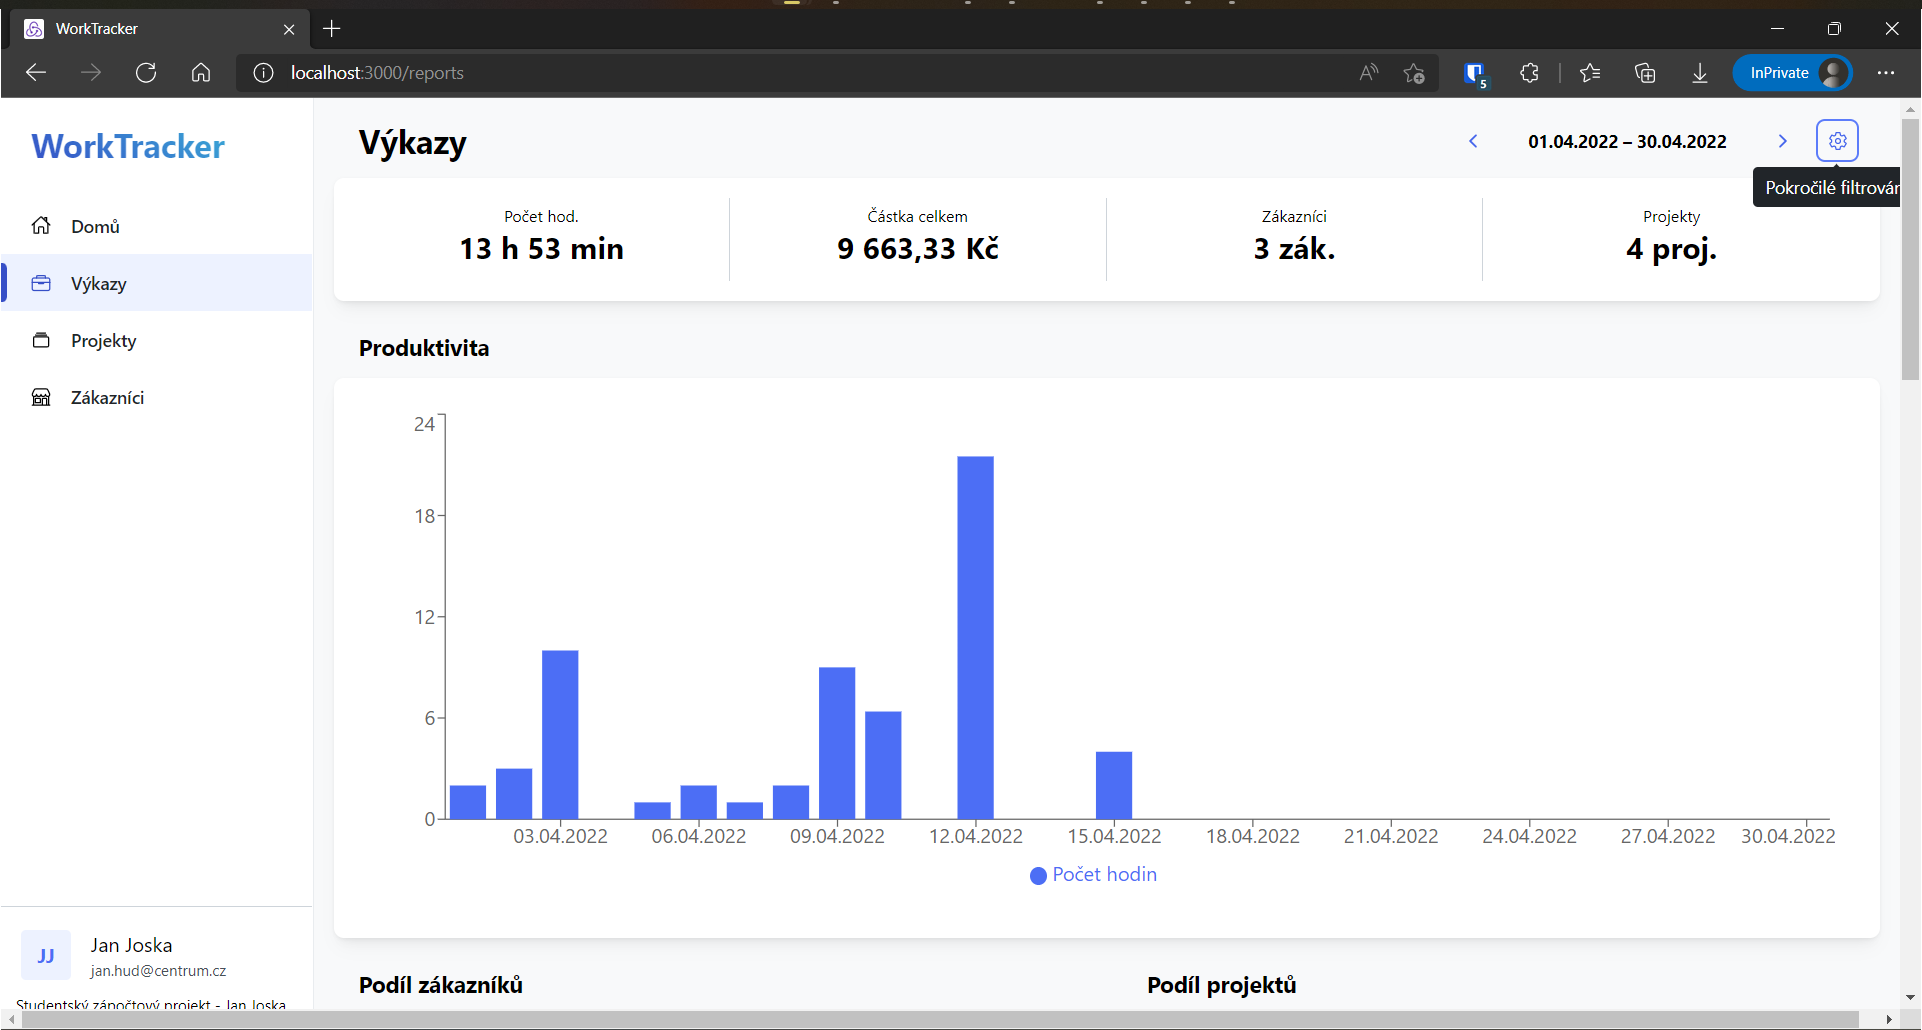 WorkTracker
localhost:3000/reports
5
InPrivate
WorkTracker
Domů
Výkazy
Projekty
Zákazníci
Výkazy
01.04.2022 – 30.04.2022
Pokročilé filtrován
Počet hod.
13 h 53 min
Částka celkem
9 663,33 Kč
Zákazníci
3 zák.
Projekty
4 proj.
Produktivita
24
18
12
6
0
03.04.2022 06.04.2022 09.04.2022 12.04.2022 15.04.2022 18.04.2022 21.04.2022 24.04.2022 27.04.2022 30.04.2022
Počet hodin
Podíl zákazníků
Podíl projektů
JJ
Jan Joska
jan.hud@centrum.cz
Studentský zápočtový projekt - Jan Joska